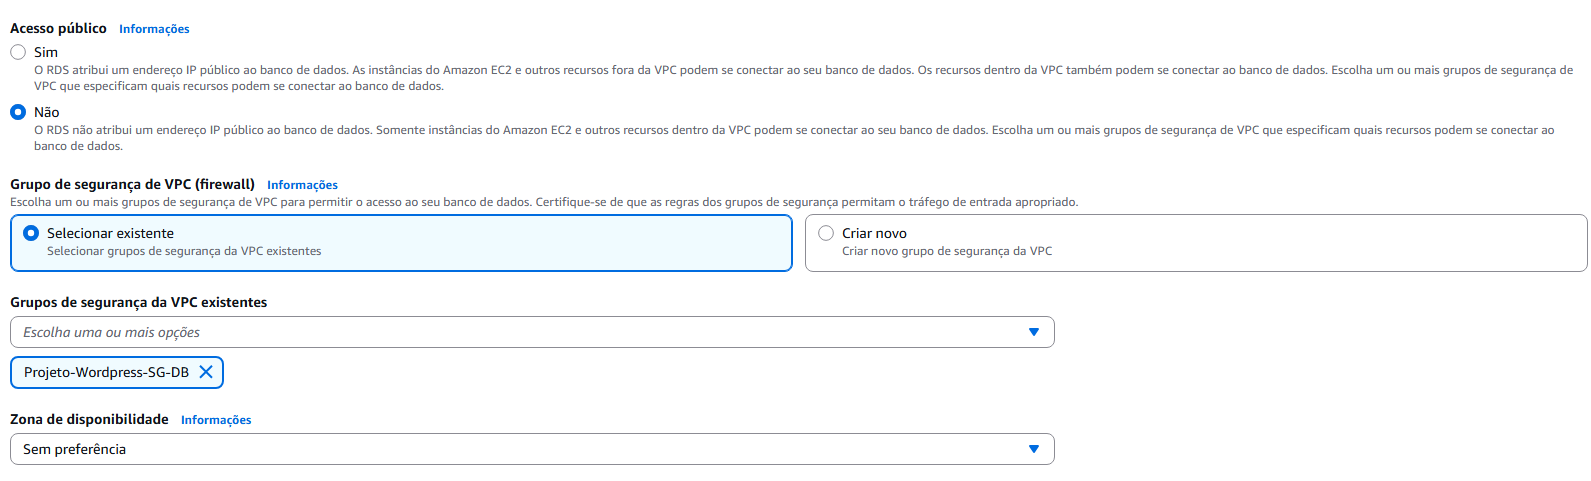 Acesso público Informações
Sim
O RDS atribui um endereço IP público ao banco de dados. As instâncias do Amazon EC2 e outros recursos fora da VPC podem se conectar ao seu banco de dados. Os recursos dentro da VPC também podem se conectar ao banco de dados. Escolha um ou mais grupos de segurança de
VPC que especificam quais recursos podem se conectar ao banco de dados.
Não
O RDS não atribui um endereço IP público ao banco de dados. Somente instâncias do Amazon EC2 e outros recursos dentro da VPC podem se conectar ao seu banco de dados. Escolha um ou mais grupos de segurança de VPC que especificam quais recursos podem se conectar ao
banco de dados.
Grupo de segurança de VPC (firewall) Informações
Escolha um ou mais grupos de segurança de VPC para permitir o acesso ao seu banco de dados. Certifique-se de que as regras dos grupos de segurança permitam o tráfego de entrada apropriado.
Selecionar existente
Selecionar grupos de segurança da VPC existentes
Criar novo
Criar novo grupo de segurança da VPC
Grupos de segurança da VPC existentes
Escolha uma ou mais opções
Projeto-Wordpress-SG-DB
Zona de disponibilidade Informações
Sem preferência